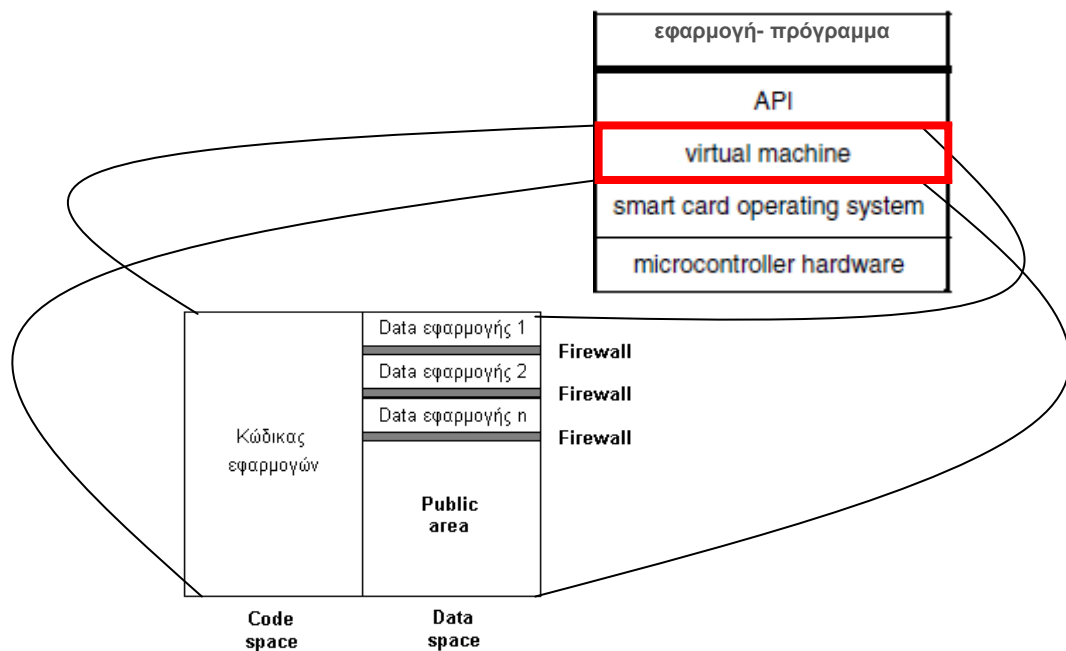 εφαρμογή- πρόγραμμα
API
virtual machine
smart card operating system
microcontroller hardware
Data εφαρμογής 1
Firewall
Data εφαρμογής 2
Firewall
Data εφαρμογής n
Firewall
Κώδικας
εφαρμογών
Public
area
Code
space
Data
space